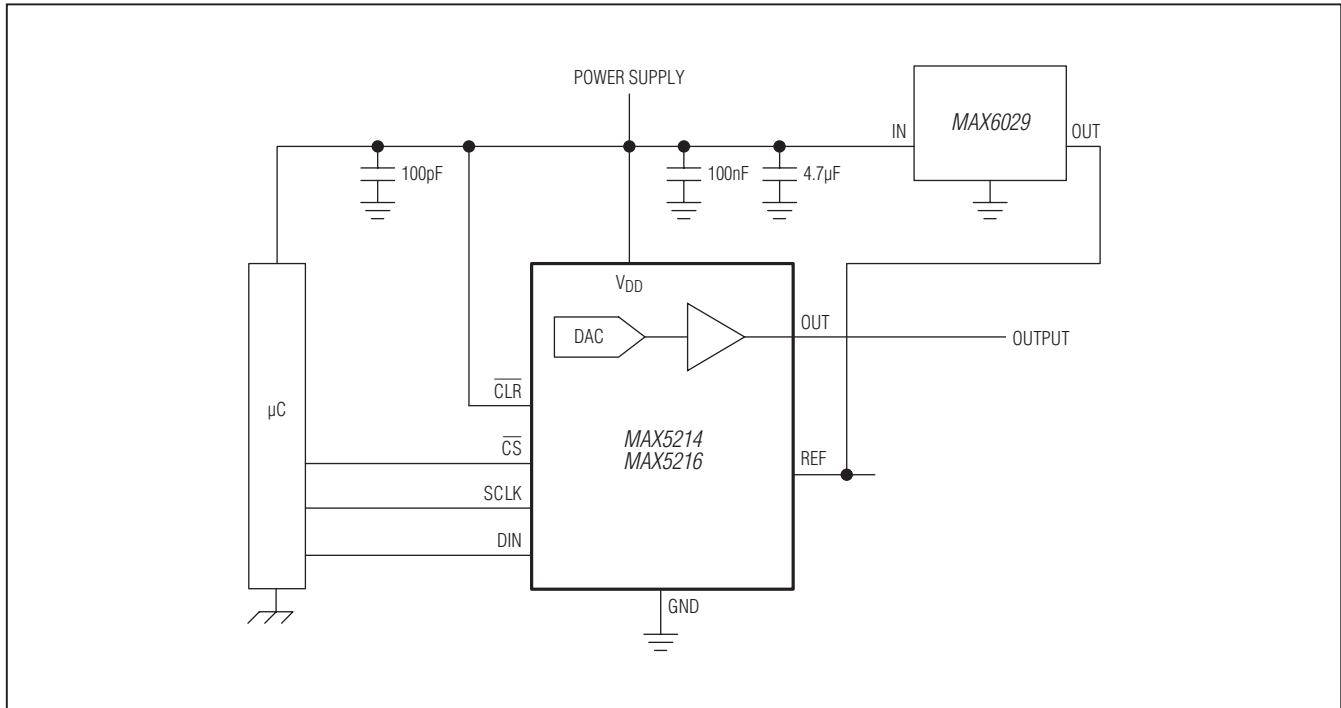 POWER SUPPLY
IN
MAX6029
OUT
100pF
100nF
4.7µF
VDD
DAC
OUT
OUTPUT
CLR
µC
MAX5214
MAX5216
CS
REF
SCLK
DIN
GND